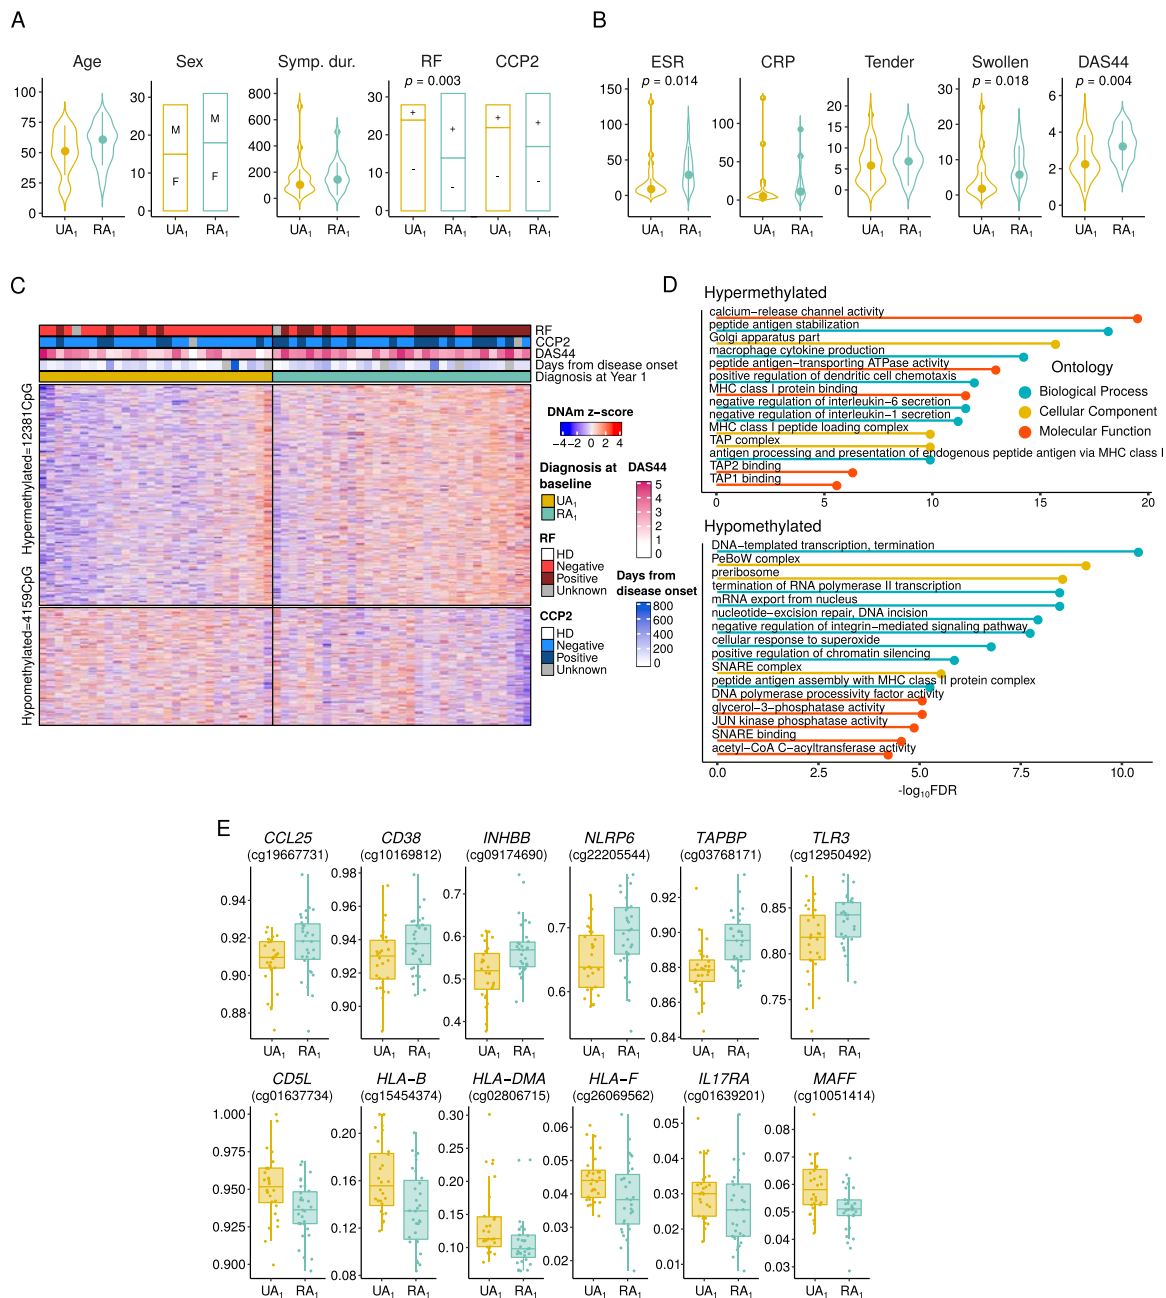 A
B
Age
Sex
Symp. dur.
RF
CCP2
p = 0.003
ESR
CRP
Tender
Swollen
DAS44
p = 0.014
p = 0.018
p = 0.004
100
75
50
25
0
30
20
10
0
M
M
F
F
800
600
400
200
0
30
20
10
0
+
+
+
+
-
-
-
-
150
100
50
0
100
50
0
20
15
10
5
0
30
20
10
0
6
4
2
0
UA1 RA1
UA1 RA1
UA1 RA1
UA1 RA1
UA1 RA1
UA1 RA1
UA1 RA1
UA1 RA1
UA1 RA1
UA1 RA1
C
RF
CCP2
DAS44
Days from disease onset
Diagnosis at Year 1
Hypermethylated=12381CpG
Hypomethylated=4159CpG
DNAm z−score
−4 −2 0 2 4
Diagnosis at
baseline
UA1
RA1
RF
HD
Negative
Positive
Unknown
CCP2
HD
Negative
Positive
Unknown
DAS44
5
4
3
2
1
0
Days from
disease onset
800
600
400
200
0
D
Hypermethylated
calcium−release channel activity
peptide antigen stabilization
Golgi apparatus part
macrophage cytokine production
peptide antigen−transporting ATPase activity
positive regulation of dendritic cell chemotaxis
MHC class I protein binding
negative regulation of interleukin−6 secretion
negative regulation of interleukin−1 secretion
MHC class I peptide loading complex
TAP complex
antigen processing and presentation of endogenous peptide antigen via MHC class I
TAP2 binding
TAP1 binding
0 5 10 15 20
Ontology
Biological Process
Cellular Component
Molecular Function
Hypomethylated
DNA−templated transcription, termination
PeBoW complex
preribosome
termination of RNA polymerase II transcription
mRNA export from nucleus
nucleotide−excision repair, DNA incision
negative regulation of integrin−mediated signaling pathway
cellular response to superoxide
positive regulation of chromatin silencing
SNARE complex
peptide antigen assembly with MHC class II protein complex
DNA polymerase processivity factor activity
glycerol−3−phosphatase activity
JUN kinase phosphatase activity
SNARE binding
acetyl−CoA C−acyltransferase activity
0.0 2.5 5.0 7.5 10.0
-log10FDR
E
CCL25
(cg19667731)
0.94
0.92
0.90
0.88
UA1 RA1
CD38
(cg10169812)
0.98
0.96
0.94
0.92
0.90
UA1 RA1
INHBB
(cg09174690)
0.7
0.6
0.5
0.4
UA1 RA1
NLRP6
(cg22205544)
0.7
0.6
UA1 RA1
TAPBP
(cg03768171)
0.92
0.90
0.88
0.86
0.84
UA1 RA1
TLR3
(cg12950492)
0.85
0.80
0.75
UA1 RA1
CD5L
(cg01637734)
1.000
0.975
0.950
0.925
0.900
UA1 RA1
HLA−B
(cg15454374)
0.20
0.16
0.12
0.08
UA1 RA1
HLA−DMA
(cg02806715)
0.30
0.25
0.20
0.15
0.10
UA1 RA1
HLA−F
(cg26069562)
0.06
0.05
0.04
0.03
0.02
UA1 RA1
IL17RA
(cg01639201)
0.05
0.04
0.03
0.02
0.01
UA1 RA1
MAFF
(cg10051414)
0.08
0.07
0.06
0.05
0.04
0.03
UA1 RA1